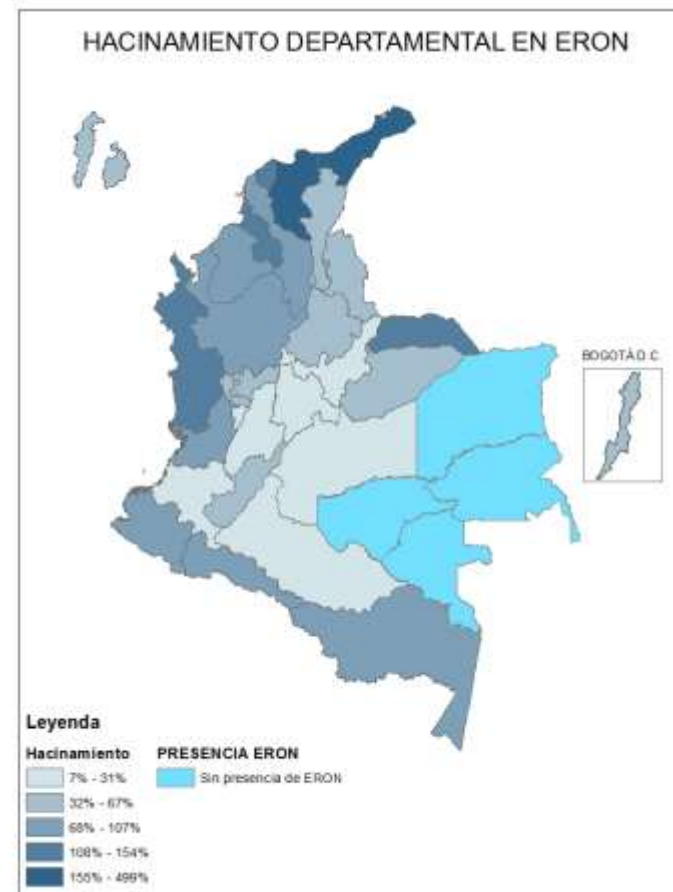 HACINAMIENTO DEPARTAMENTAL EN ERON
BOGOTÁ D.C.
Leyenda
Hacinamiento
7% - 31%
32% - 67%
68% - 107%
108% - 154%
155% - 499%
PRESENCIA ERON
Sin presencia de ERON